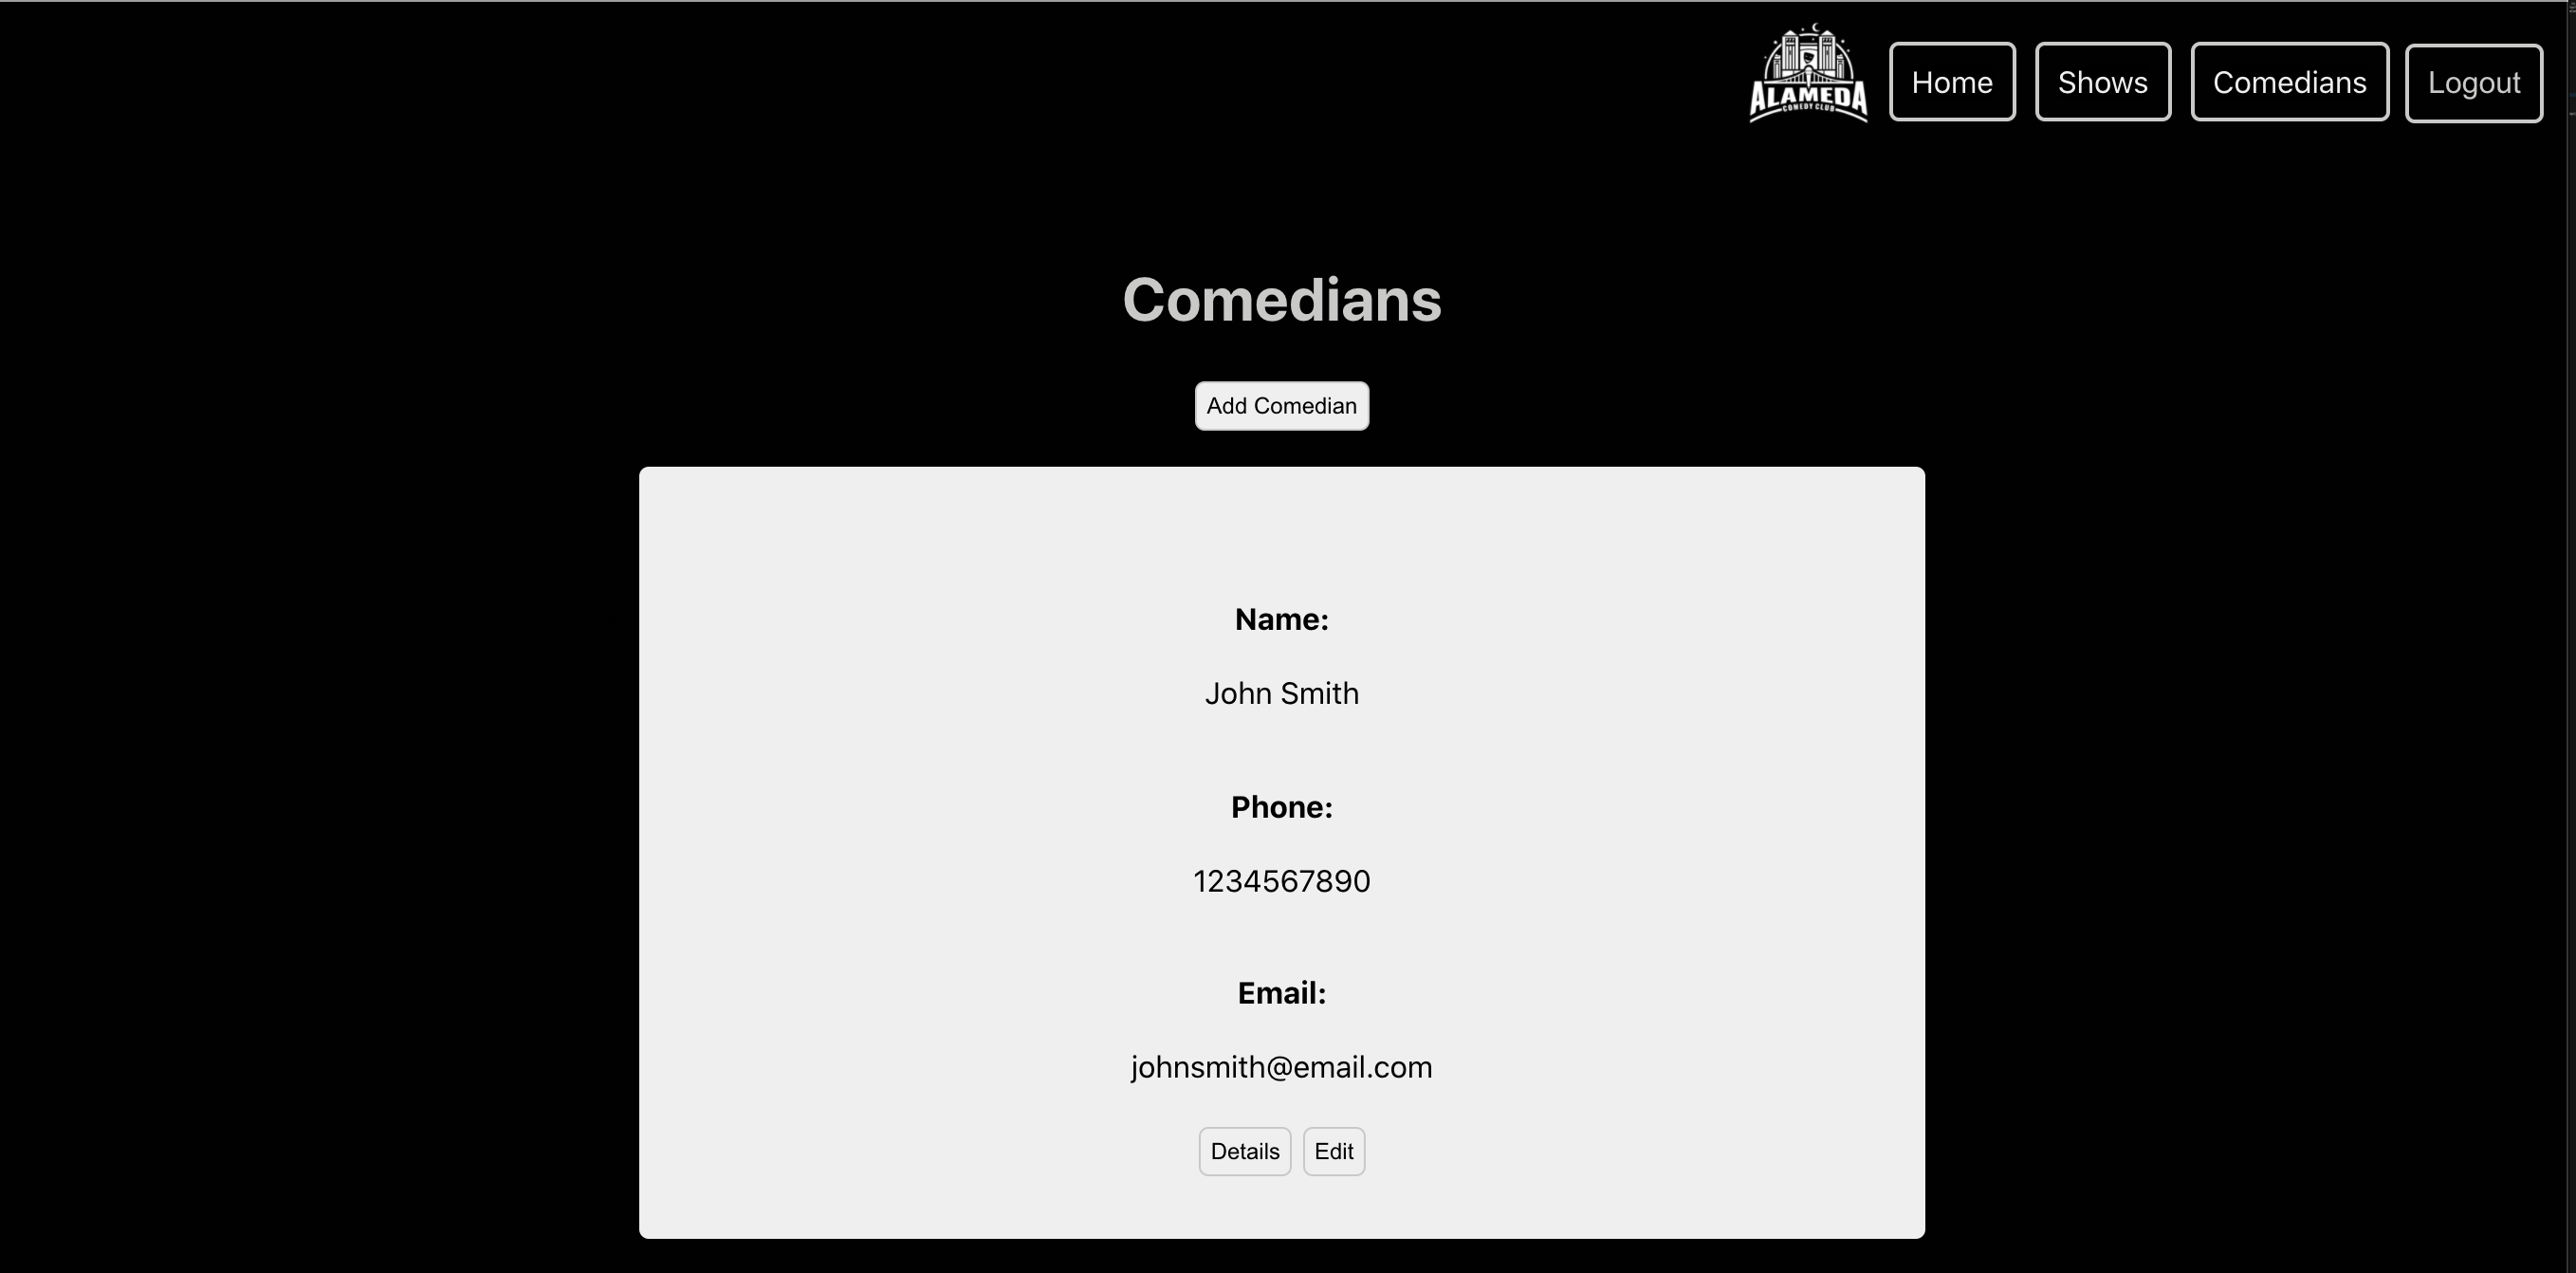 ALAMEDA
COMEDY CLUB
Home
Shows
Comedians
Logout
Comedians
Add Comedian
Name:
John Smith
Phone:
1234567890
Email:
johnsmith@email.com
Details
Edit